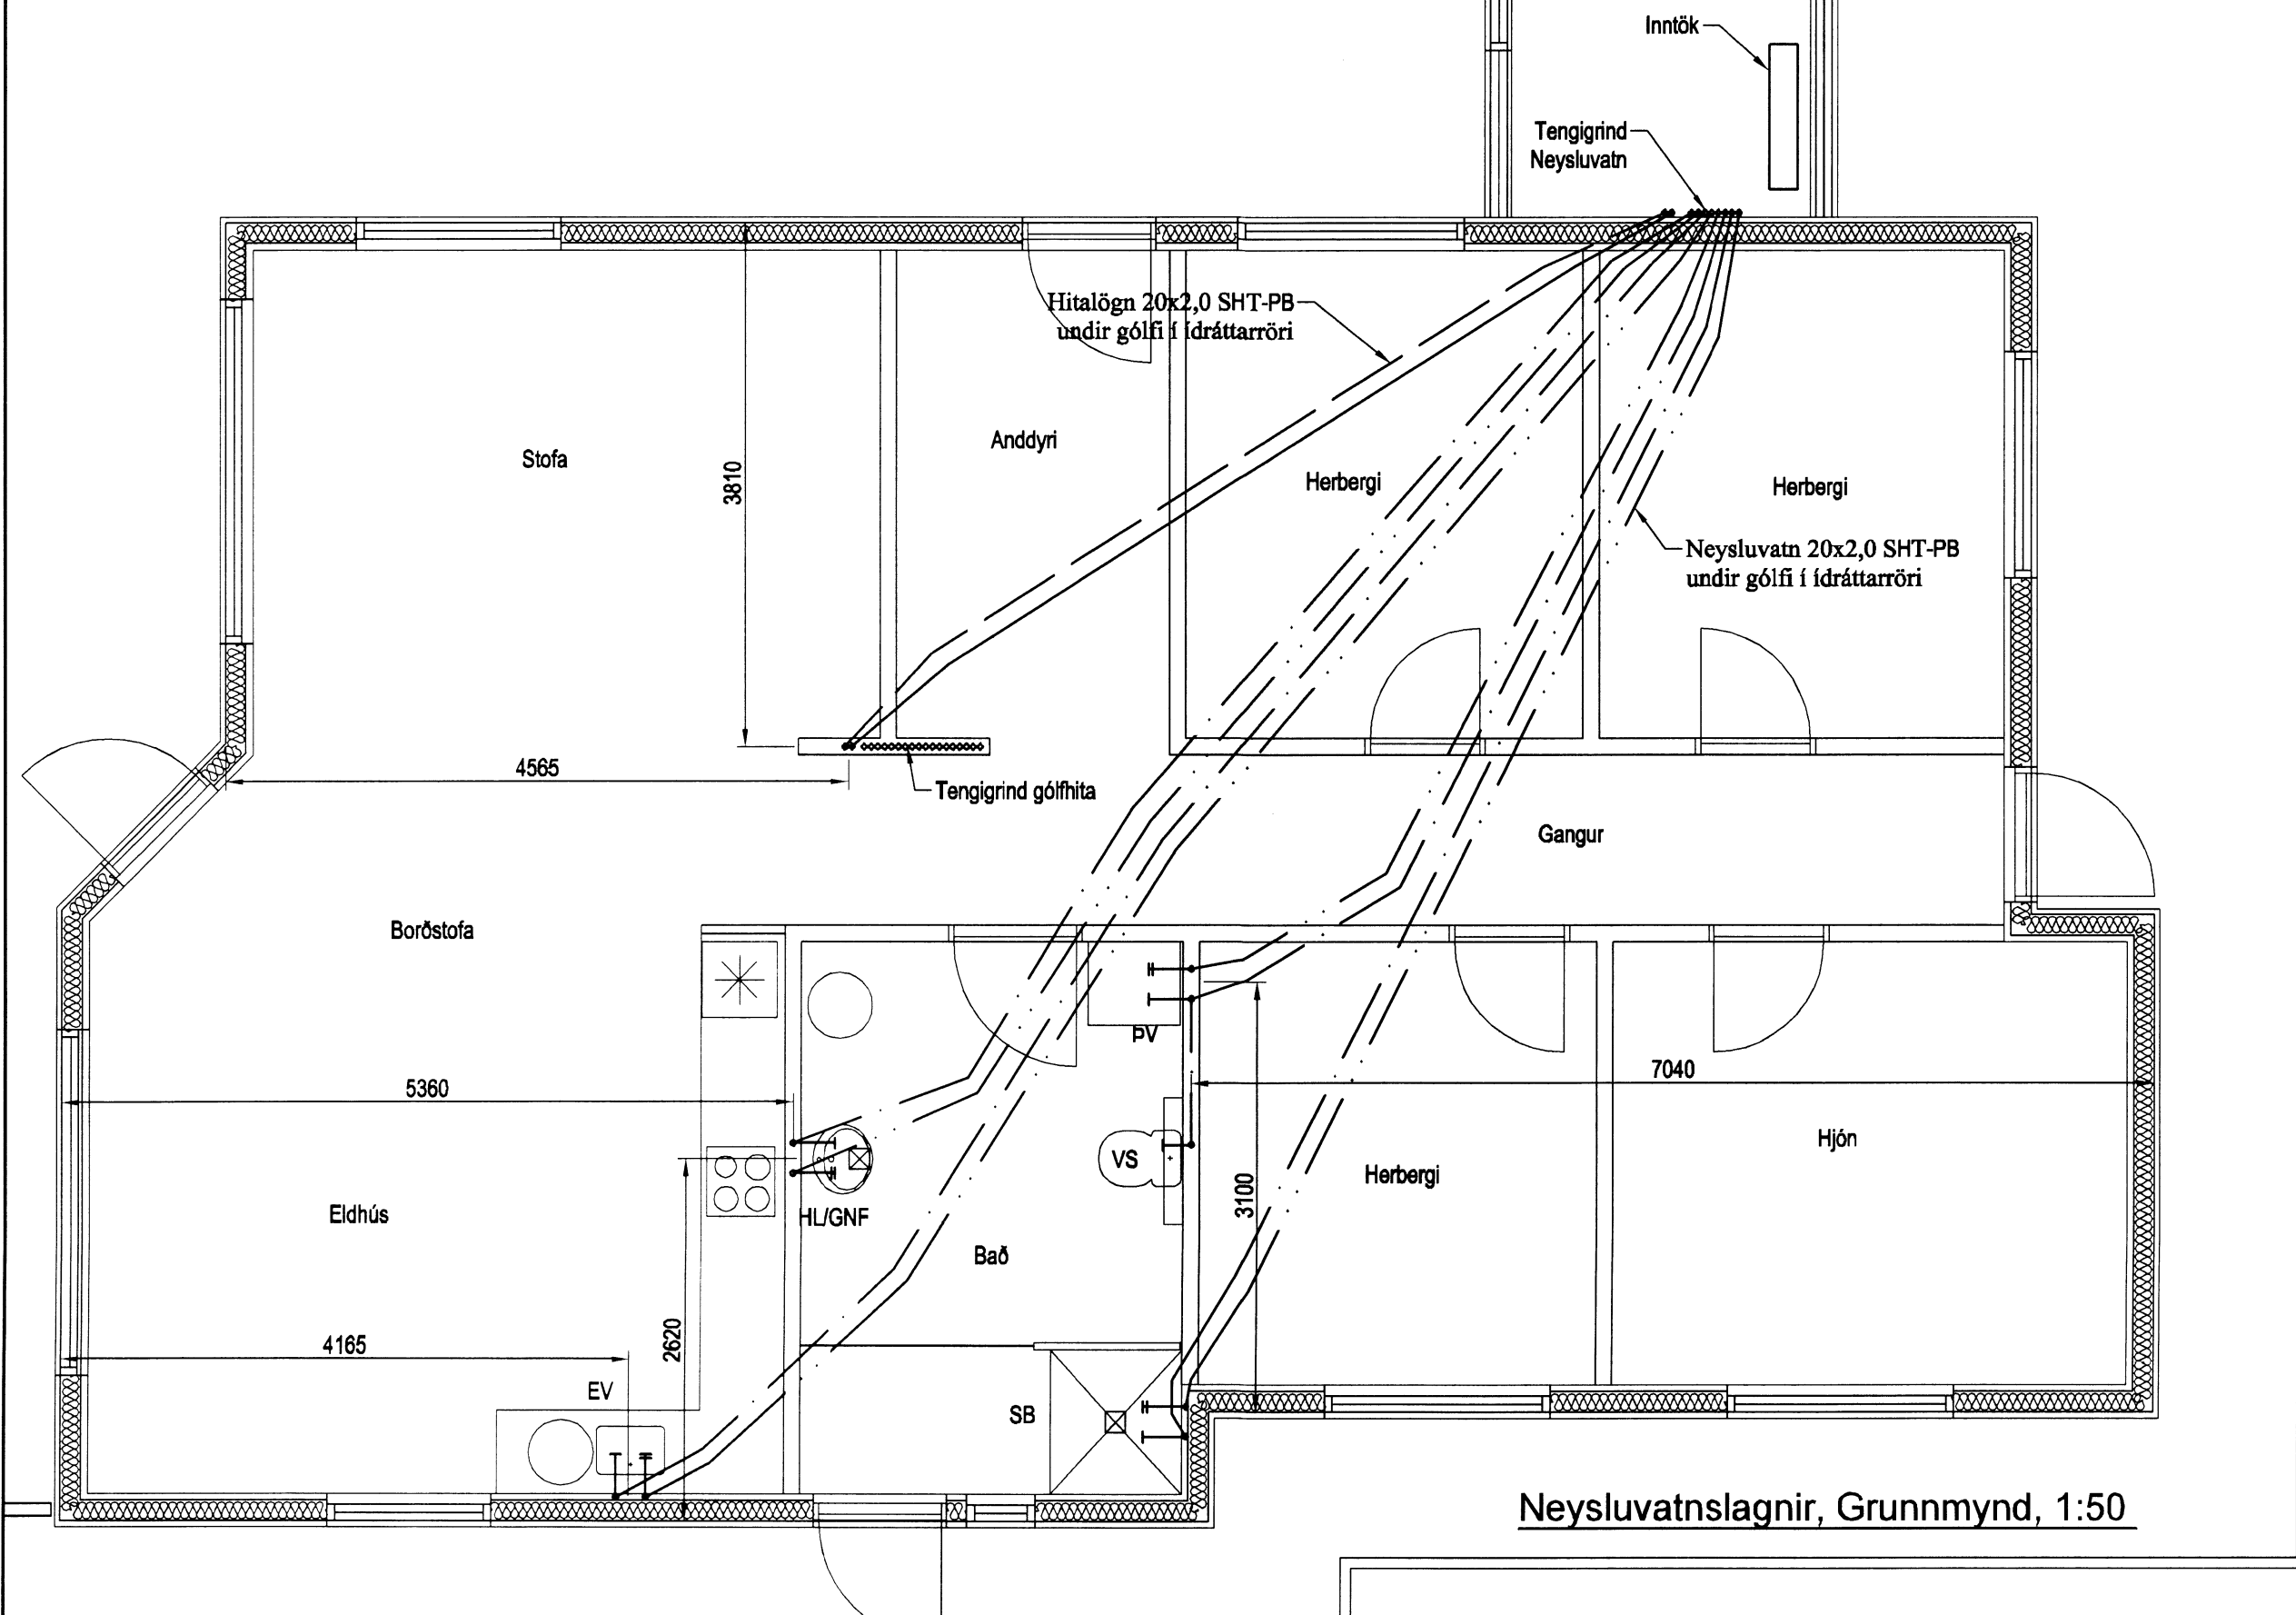 Inntök
Tengigrind
Neysluvatn
Hitalögn 20x2,0 SHT-PB
undir gólfi í ídráttarröri
Stofa
3810
Anddyri
Herbergi
Herbergi
Neysluvatn 20x2,0 SHT-PB
undir gólfi í ídráttarröri
4565
Tengigrind gólfhita
Gangur
Borðstofa
ÞV
5360
7040
Hjón
VS
Herbergi
3100
Eldhús
HL/GNF
Bað
4165
2620
EV
SB
Neysluvatnslagnir, Grunnmynd, 1:50